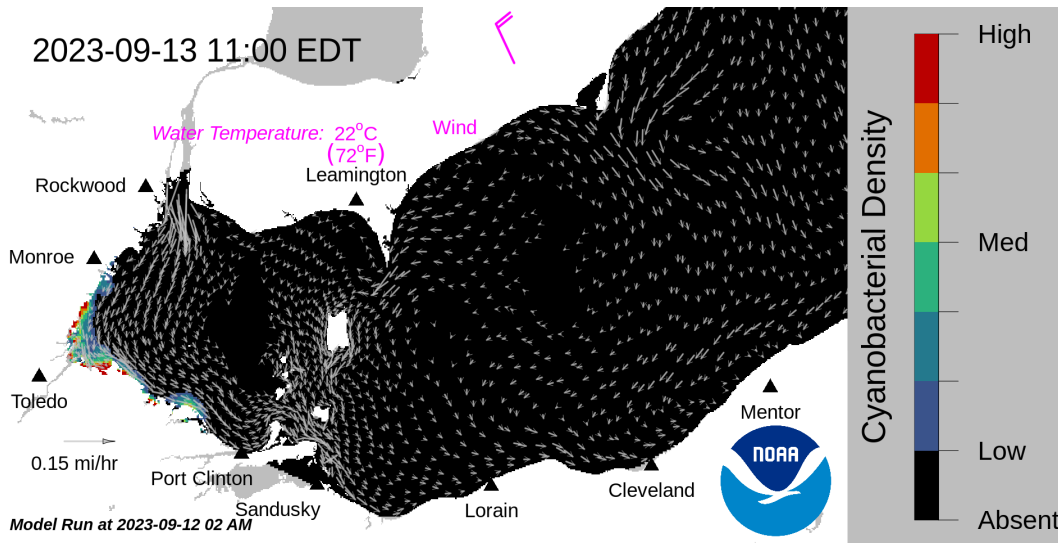 2023-09-13 11:00 EDT
Water Temperature: 22°C
(72°F)
Wind
Leamington
Rockwood
Monroe
Toledo
0.15 mi/hr
Port Clinton
Sandusky
Lorain
Cleveland
Mentor
NOAA
Model Run at 2023-09-12 02 AM
Cyanobacterial Density
High
Med
Low
Absent